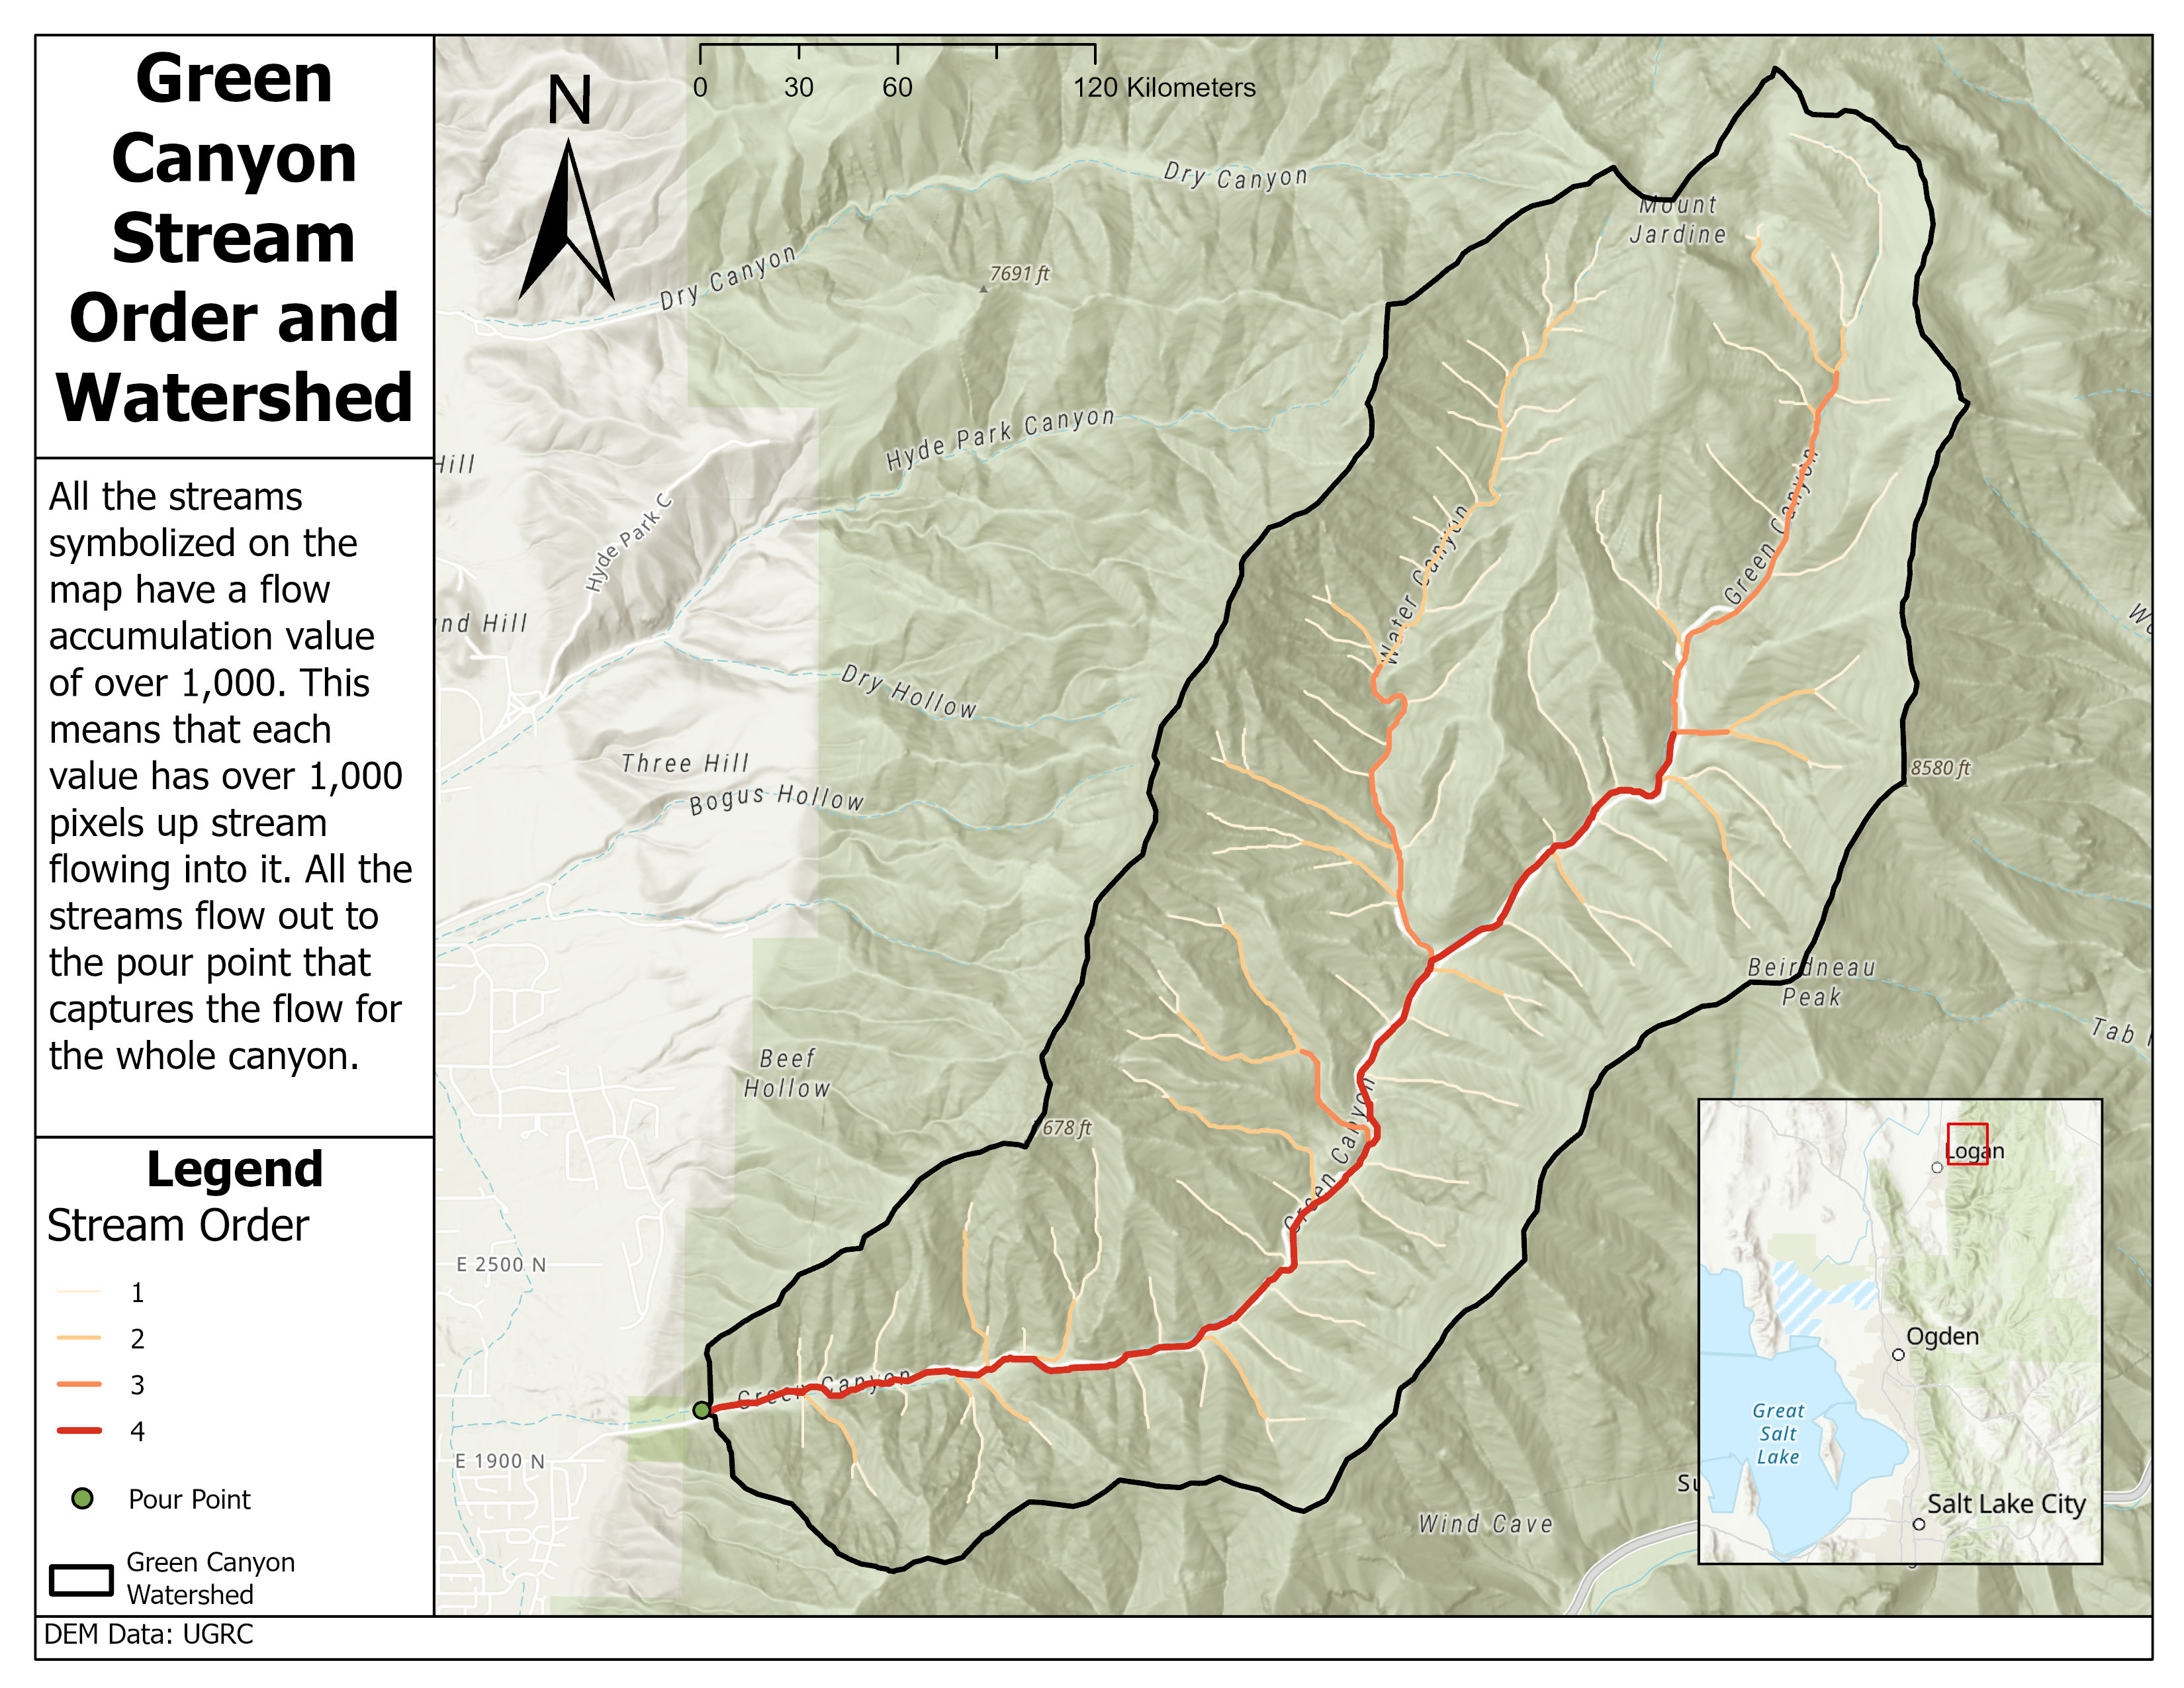 Green
Canyon
Stream
Order and
Watershed
All the streams
symbolized on the
map have a flow
accumulation value
of over 1,000. This
means that each
value has over 1,000
pixels up stream
flowing into it. All the
streams flow out to
the pour point that
captures the flow for
the whole canyon.
Legend
Stream Order
1
2
3
4
Pour Point
Green Canyon
Watershed
DEM Data: UGRC
N
0 30 60 120 Kilometers
Dry Canyon
Dry Canyon
7691 ft
Mount
Jardine
Hyde Park Canyon
Hill
Hyde Park C
nd Hill
Water Canyon
Green Canyon
Dry Hollow
Three Hill
Bogus Hollow
8580 ft
Beirdneau
Peak
Tab
Beef
Hollow
678 ft
Green Canyon
E 2500 N
Green Canyon
E 1900 N
Wind Cave
Su
Logan
Ogden
Great
Salt
Lake
Salt Lake City